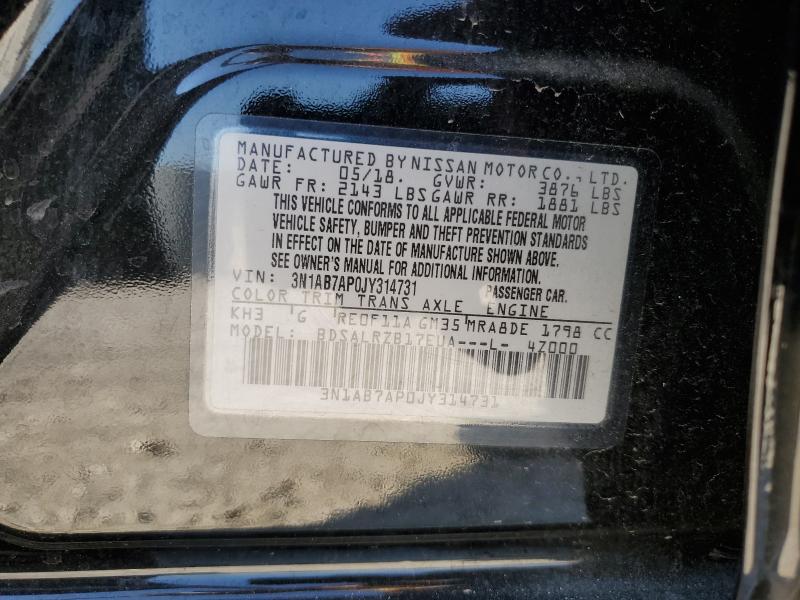 MANUFACTURED BY NISSAN MOTOR CO., LTD.
DATE: 05/18. GVWR: 3876 LBS
GAWR FR: 2143 LBS GAWR RR: 1881 LBS
THIS VEHICLE CONFORMS TO ALL APPLICABLE FEDERAL MOTOR
VEHICLE SAFETY, BUMPER AND THEFT PREVENTION STANDARDS
IN EFFECT ON THE DATE OF MANUFACTURE SHOWN ABOVE.
SEE OWNER'S MANUAL FOR ADDITIONAL INFORMATION.
VIN: 3N1AB7AP0JY314731 PASSENGER CAR.
COLOR TRIM TRANS AXLE ENGINE
KH3 G RE0F11A GM35 MRA8DE 1798 CC
MODEL: BDSALRZB17EUA---L- 4Z000
3N1AB7AP0JY314731